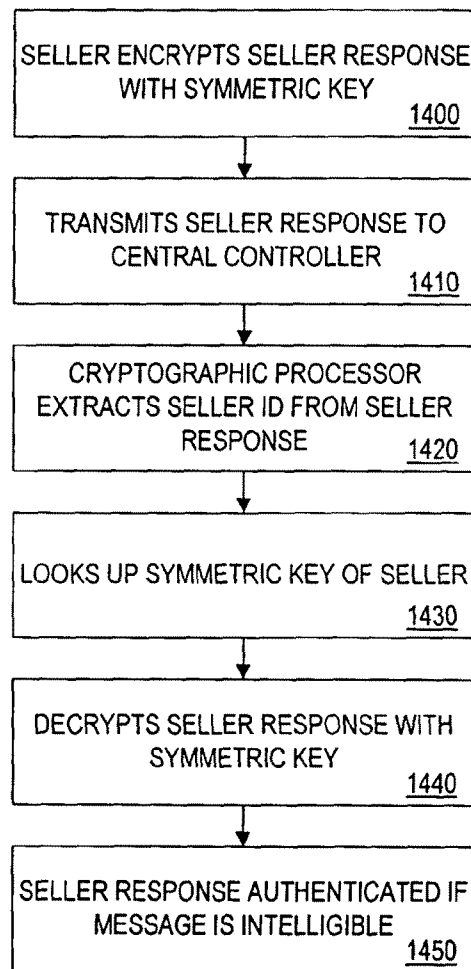 SELLER ENCRYPTS SELLER RESPONSE
WITH SYMMETRIC KEY
1400
TRANSMITS SELLER RESPONSE TO
CENTRAL CONTROLLER
1410
CRYPTOGRAPHIC PROCESSOR
EXTRACTS SELLER ID FROM SELLER
RESPONSE
1420
LOOKS UP SYMMETRIC KEY OF SELLER
1430
DECRYPTS SELLER RESPONSE WITH
SYMMETRIC KEY
1440
SELLER RESPONSE AUTHENTICATED IF
MESSAGE IS INTELLIGIBLE
1450